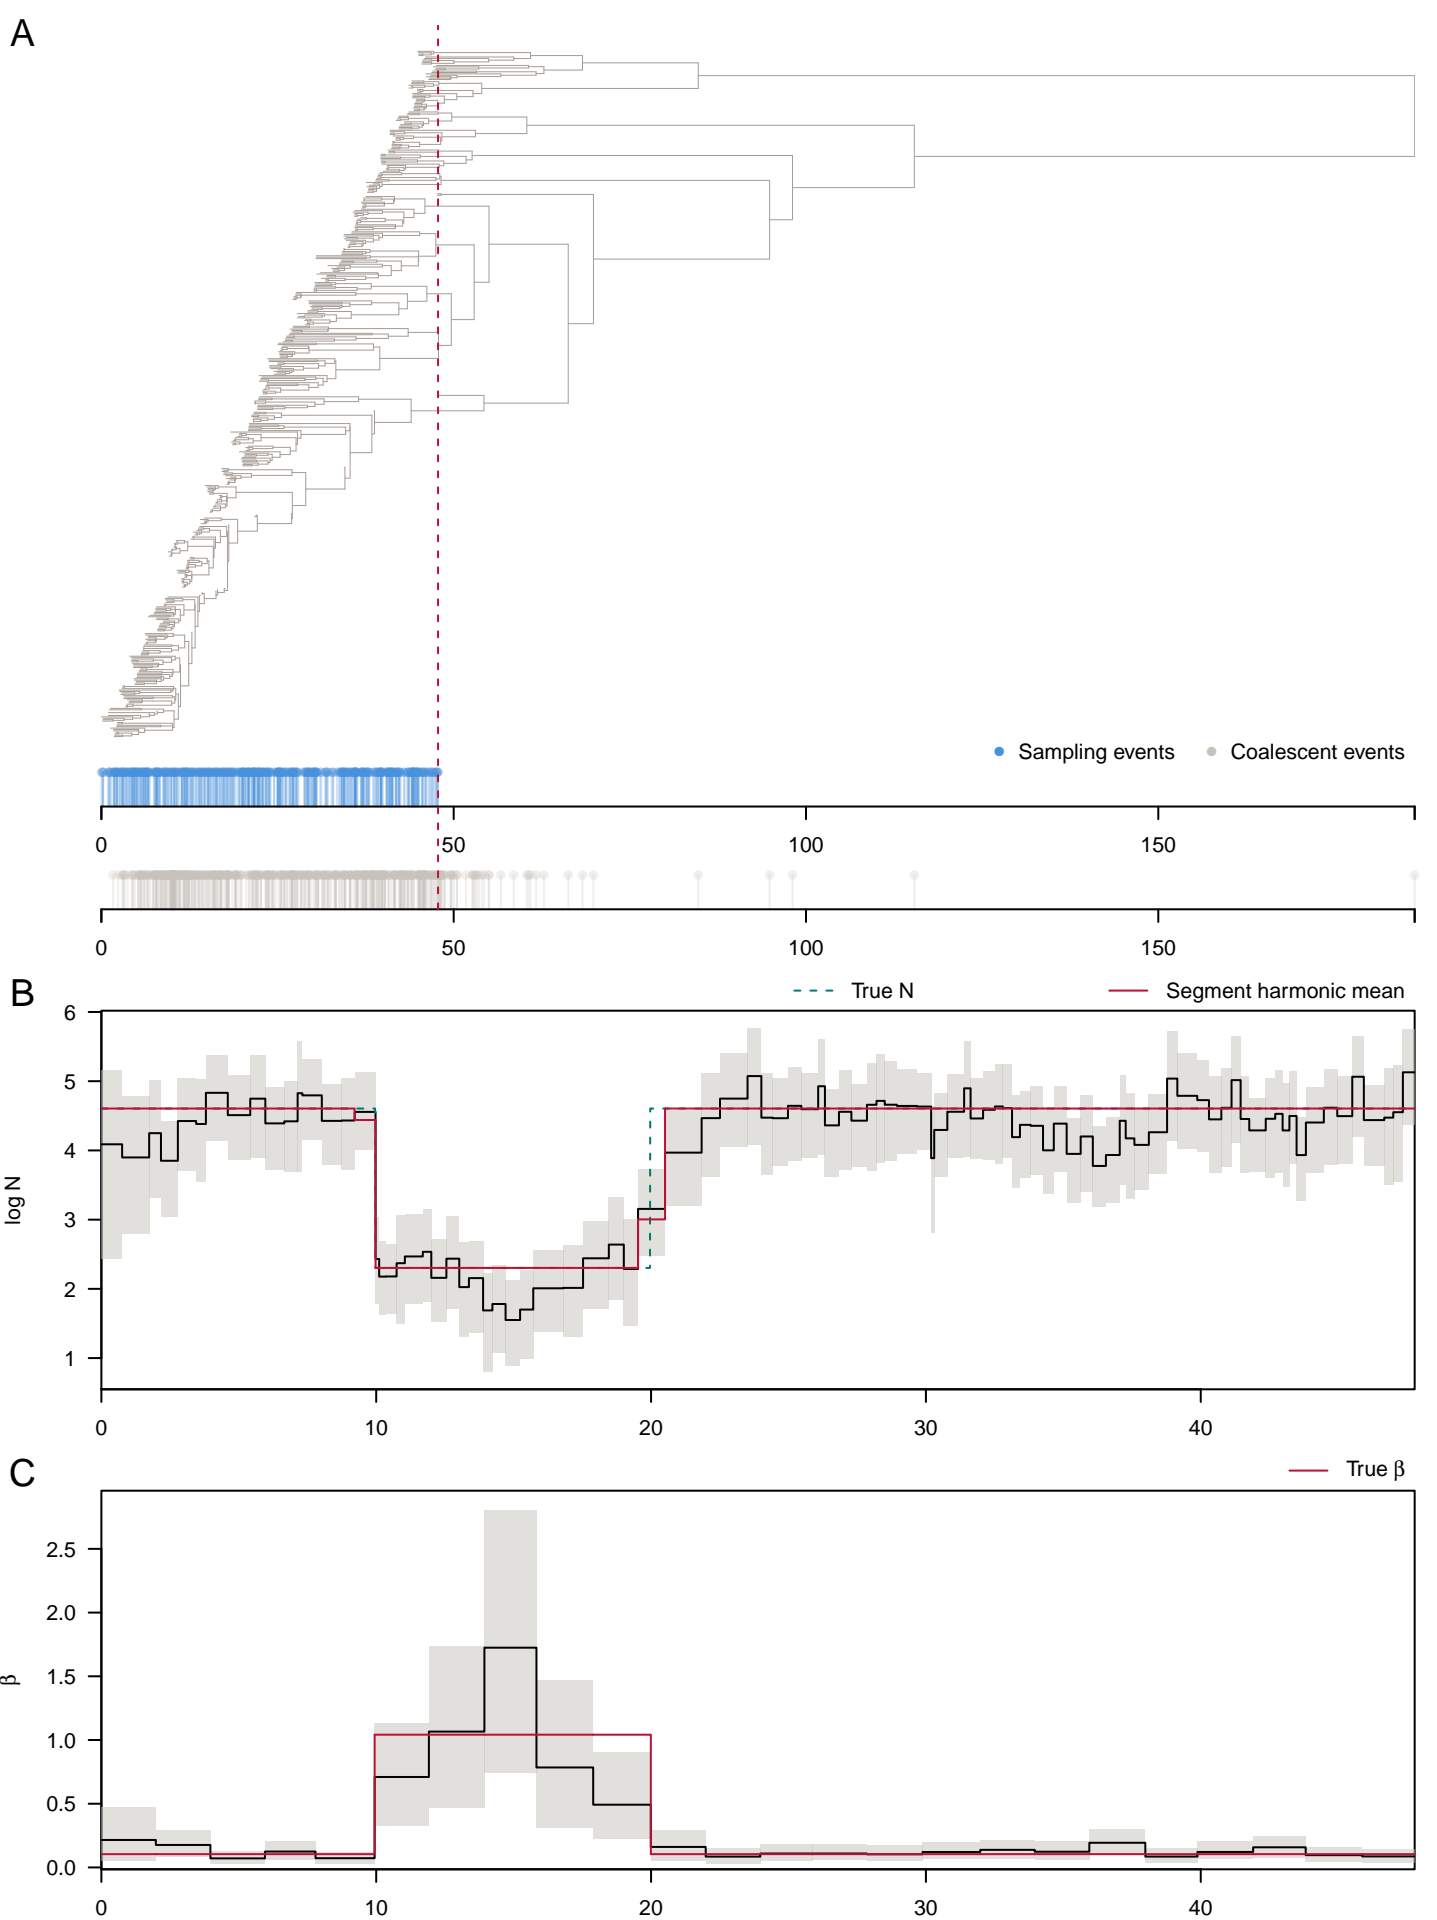 A
Sampling events Coalescent events
0 50 100 150
0 50 100 150
B
True N Segment harmonic mean
6
5
4
3
2
1
log N
0 10 20 30 40
C
True β
2.5
2.0
1.5
1.0
0.5
0.0
β
0 10 20 30 40